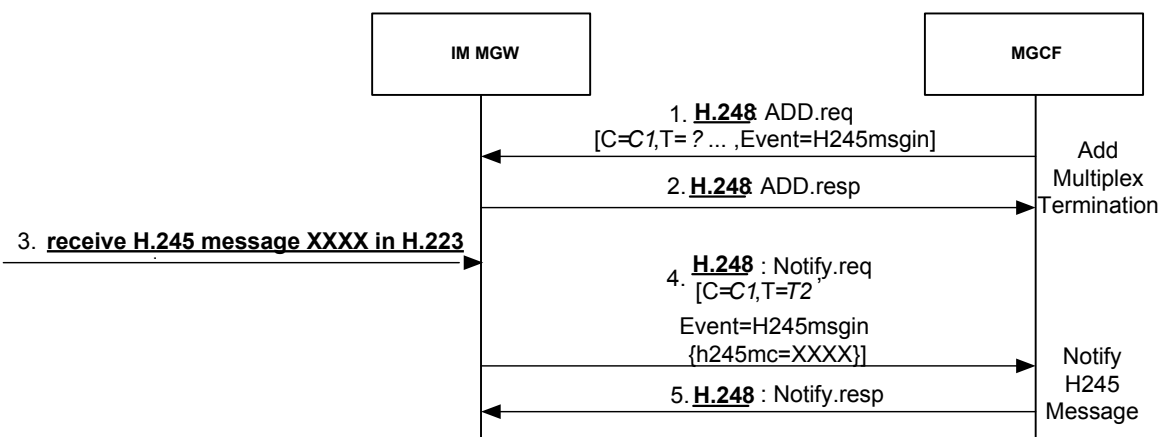 IM MGW
MGCF
1. H.248: ADD.req
[C=C1,T= ? ... ,Event=H245msgin]
Add
Multiplex
Termination
2. H.248: ADD.resp
3. receive H.245 message XXXX in H.223
4. H.248 : Notify.req
[C=C1,T=T2 ,
Event=H245msgin
{h245mc=XXXX}]
Notify
H245
Message
5. H.248 : Notify.resp